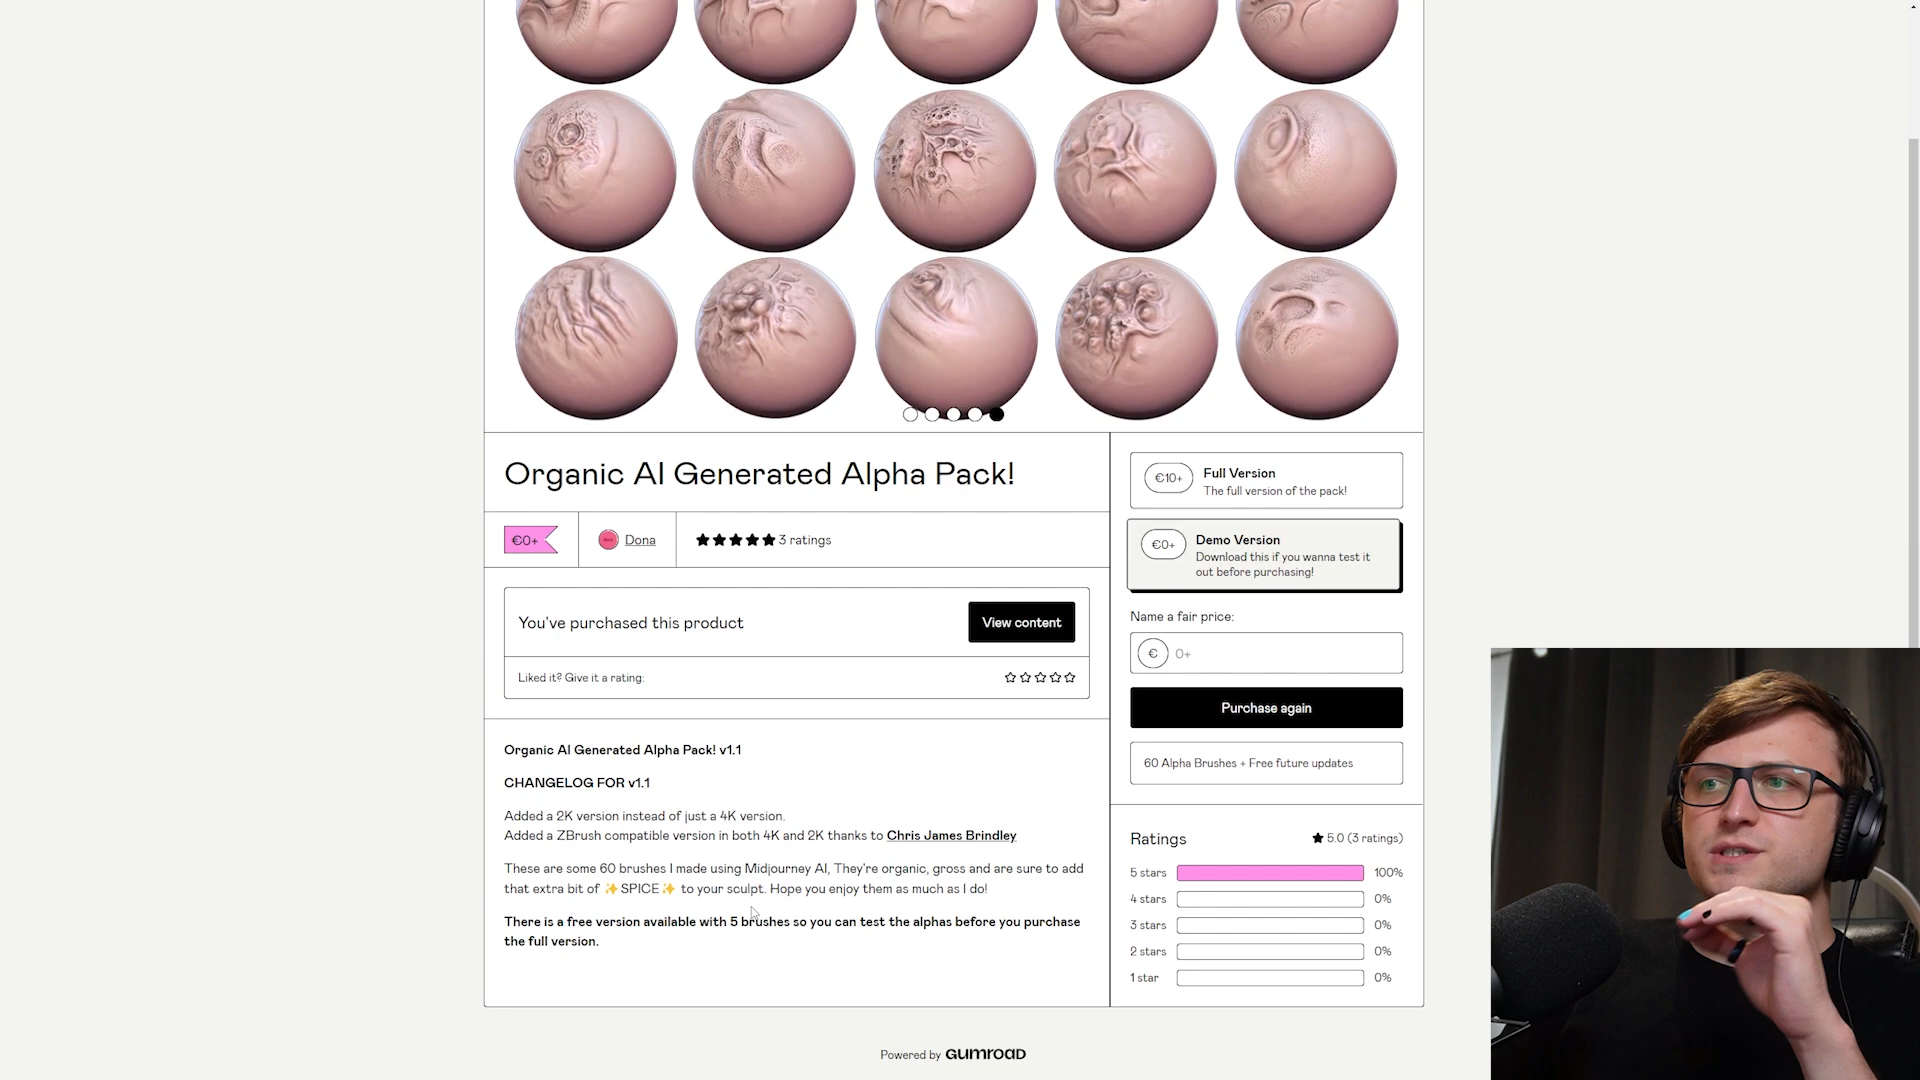 Organic AI Generated Alpha Pack!
€0+
Dona
3 ratings
You've purchased this product
View content
Liked it? Give it a rating:
Organic AI Generated Alpha Pack! v1.1
CHANGELOG FOR v1.1
Added a 2K version instead of just a 4K version.
Added a ZBrush compatible version in both 4K and 2K thanks to Chris James Brindley
These are some 60 brushes I made using Midjourney AI, They're organic, gross and are sure to add
that extra bit of ✨SPICE✨ to your sculpt. Hope you enjoy them as much as I do!
There is a free version available with 5 brushes so you can test the alphas before you purchase
the full version.
€10+
Full Version
The full version of the pack!
€0+
Demo Version
Download this if you wanna test it
out before purchasing!
Name a fair price:
€ 0+
Purchase again
60 Alpha Brushes + Free future updates
Ratings
★ 5.0 (3 ratings)
5 stars 100%
4 stars 0%
3 stars 0%
2 stars 0%
1 star 0%
Powered by GUMROAD